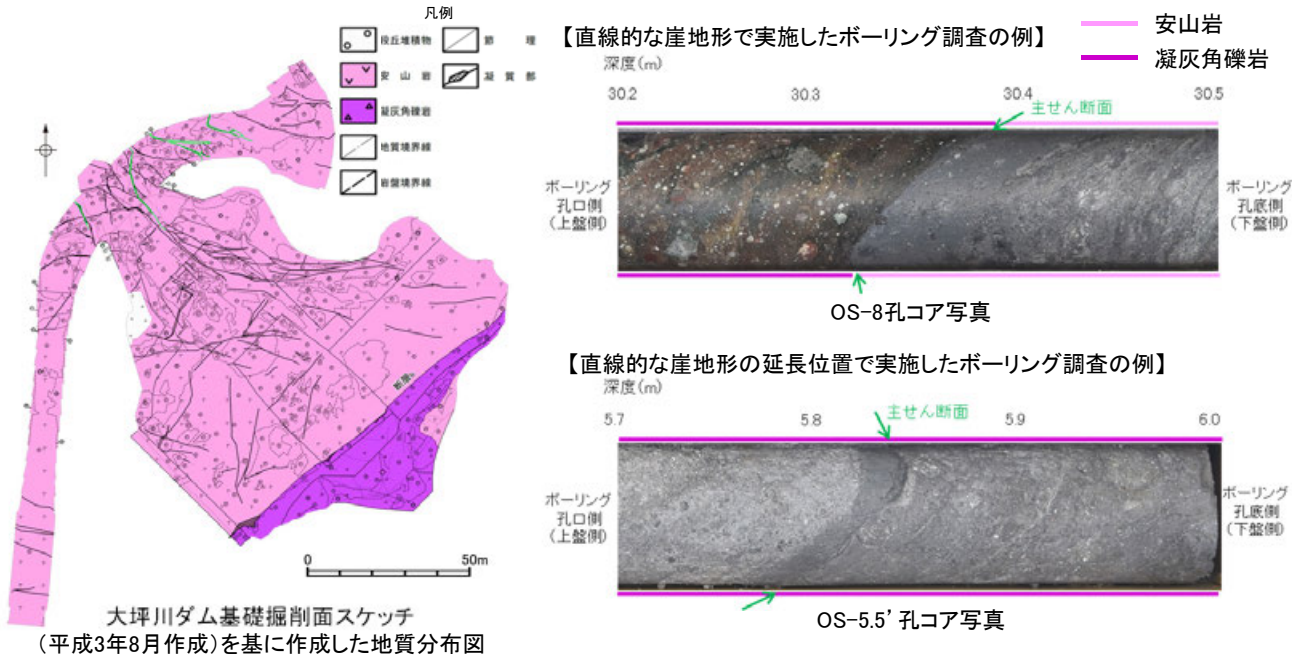 凡例
段丘堆積物
節 理
安 山 岩
凝灰角礫岩
地質境界線
岩盤境界線
0
50m
大坪川ダム基礎掘削面スケッチ
(平成3年8月作成)を基に作成した地質分布図
安山岩
凝灰角礫岩
【直線的な崖地形で実施したボーリング調査の例】
深度(m)
30.2
30.3
30.4
30.5
主せん断面
ボーリング
孔口側
(上盤側)
ボーリング
孔底側
(下盤側)
OS-8孔コア写真
【直線的な崖地形の延長位置で実施したボーリング調査の例】
深度(m)
5.7
5.8
5.9
6.0
主せん断面
ボーリング
孔口側
(上盤側)
ボーリング
孔底側
(下盤側)
OS-5.5' 孔コア写真